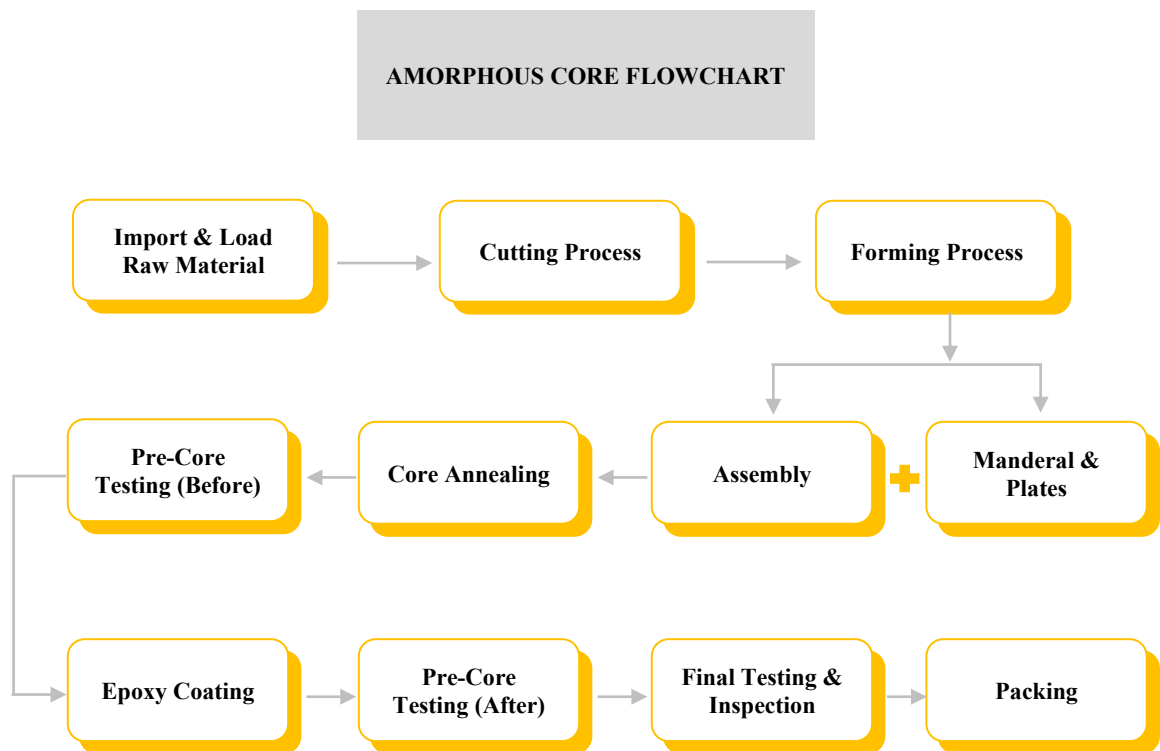 AMORPHOUS CORE FLOWCHART
Import & Load
Raw Material
Cutting Process
Forming Process
Pre-Core
Testing (Before)
Core Annealing
Assembly
Manderal &
Plates
Epoxy Coating
Pre-Core
Testing (After)
Final Testing &
Inspection
Packing